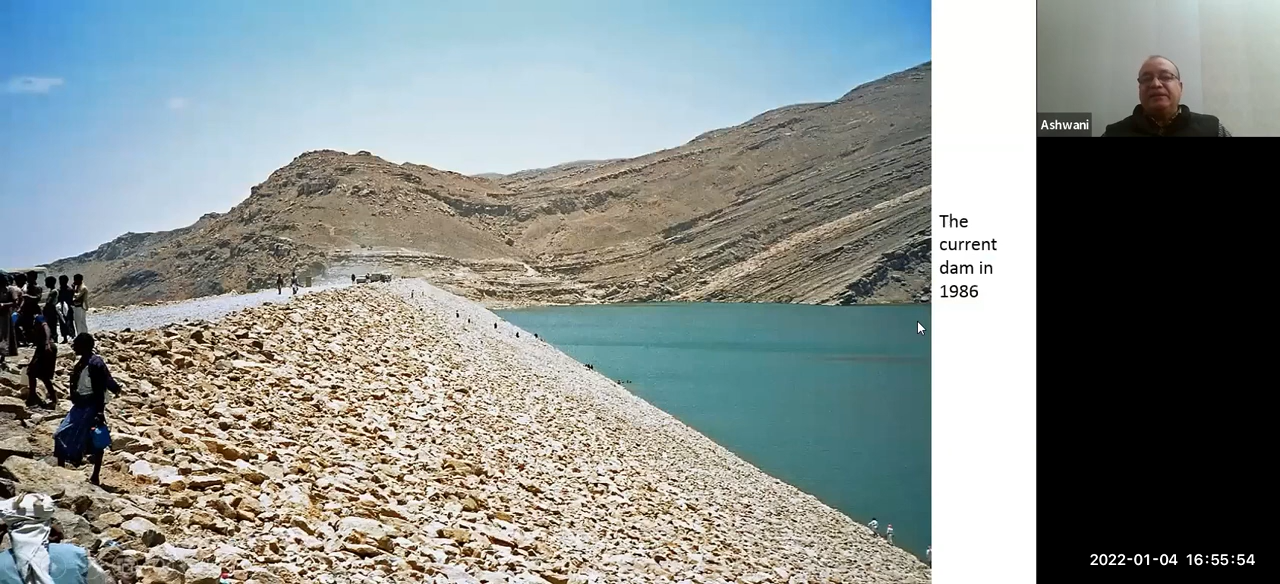 The
current
dam in
1986
Ashwani
2022-01-04 16:55:54